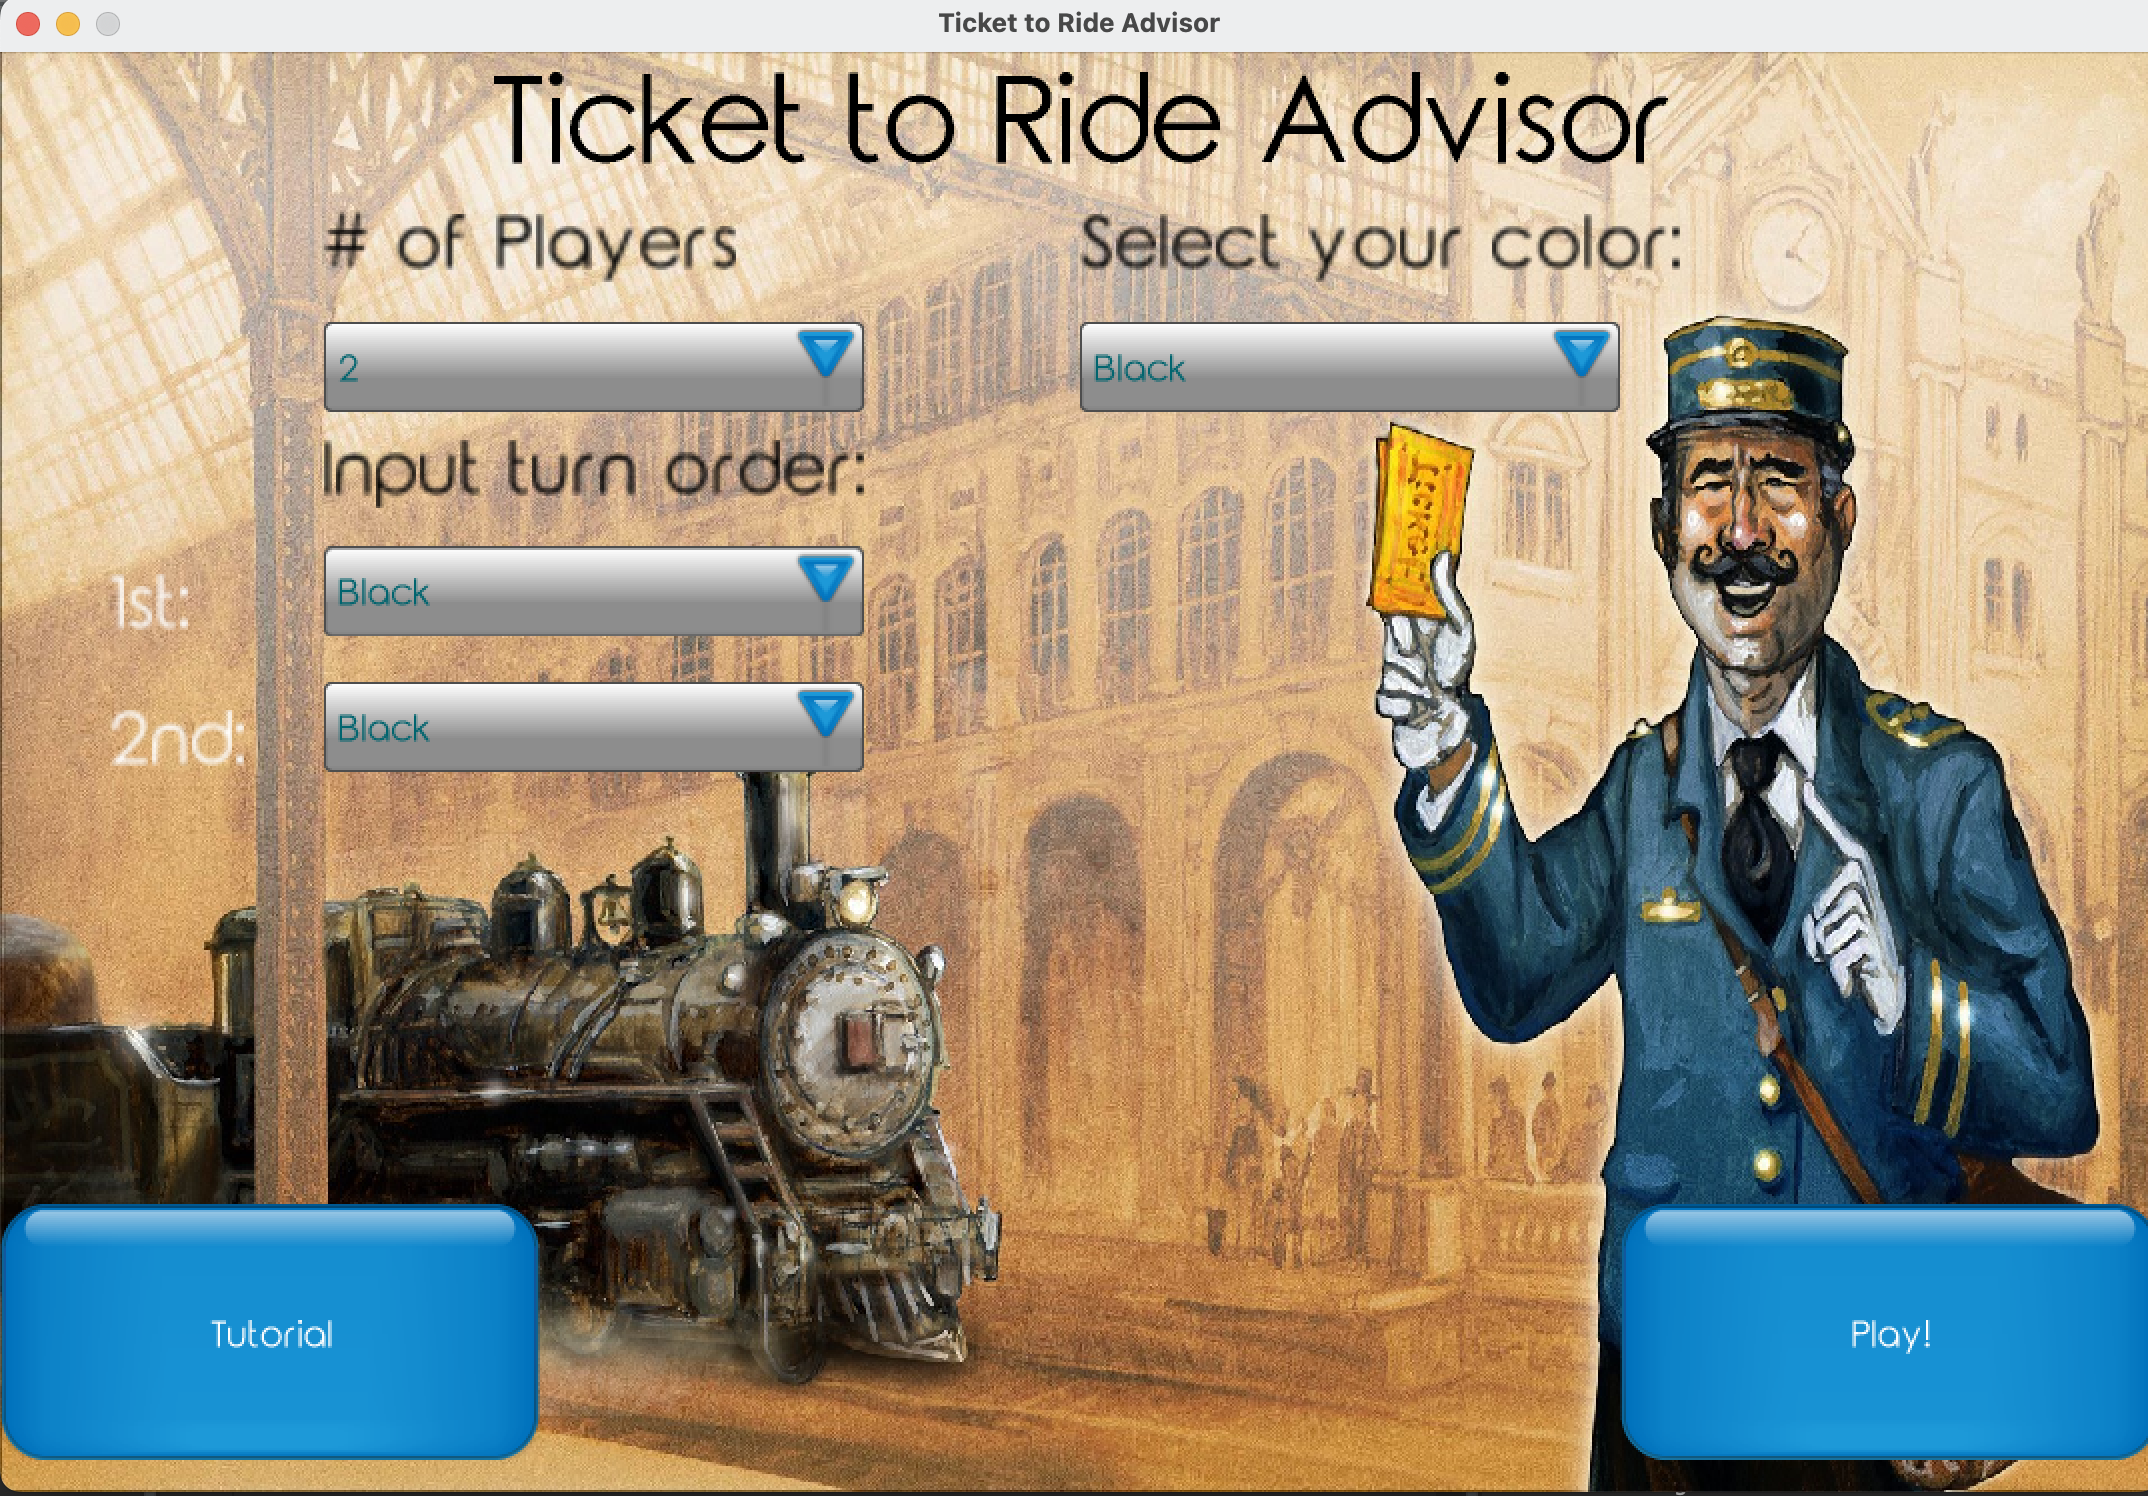 Ticket to Ride Advisor
Ticket to Ride Advisor
# of Players
Select your color:
2
Black
Input turn order:
1st:
Black
2nd:
Black
Tutorial
Play!